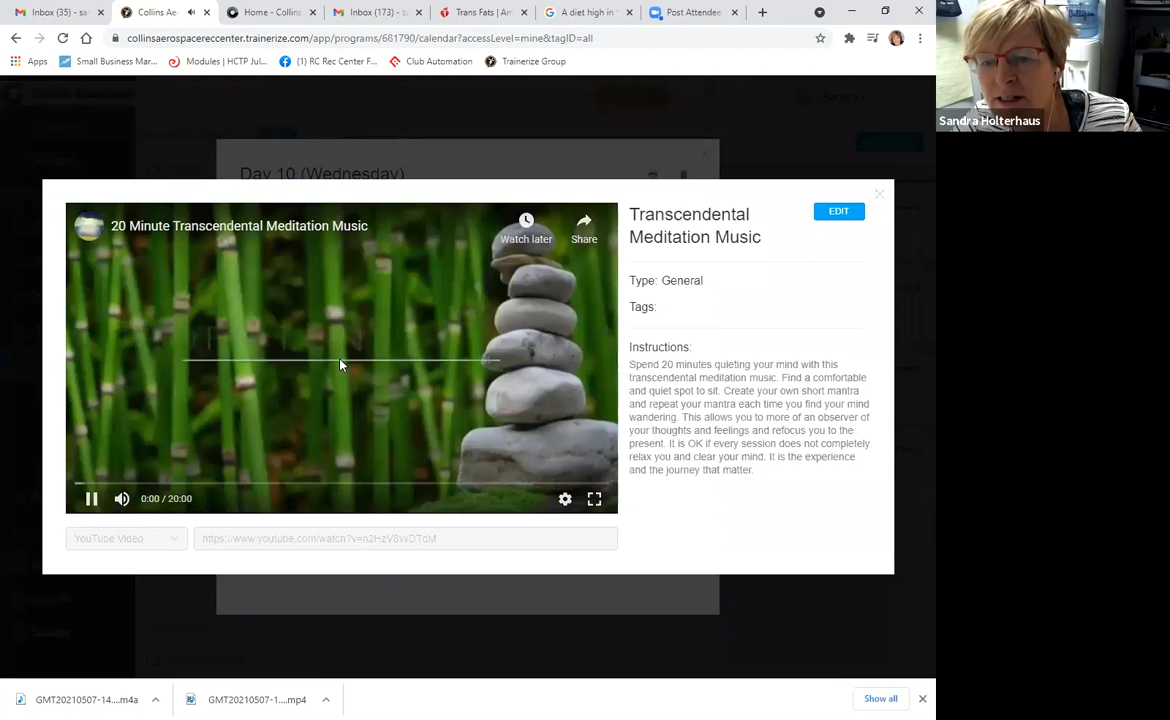 Inbox (35) - sa
Collins Ae
Home - Collin
Inbox (173) - s
Trans Fats | Am
A diet high in
Post Attendee
collinsaerospacereccenter.trainerize.com/app/programs/681790/calendar?accessLevel=mine&tagID=all
Apps
Small Business Mar...
Modules | HCTP Jul...
(1) RC Rec Center F...
Club Automation
Trainerize Group
Sandra
Sandra Holterhaus
Day 10 (Wednesday)
20 Minute Transcendental Meditation Music
Watch later
Share
0:00 / 20:00
YouTube Video
https://www.youtube.com/watch?v=n2HzV8WDTdM
Transcendental
Meditation Music
EDIT
Type: General
Tags:
Instructions:
Spend 20 minutes quieting your mind with this
transcendental meditation music. Find a comfortable
and quiet spot to sit. Create your own short mantra
and repeat your mantra each time you find your mind
wandering. This allows you to more of an observer of
your thoughts and feelings and refocus you to the
present. It is OK if every session does not completely
relax you and clear your mind. It is the experience
and the journey that matter.
GMT20210507-14....m4a
GMT20210507-1....mp4
Show all